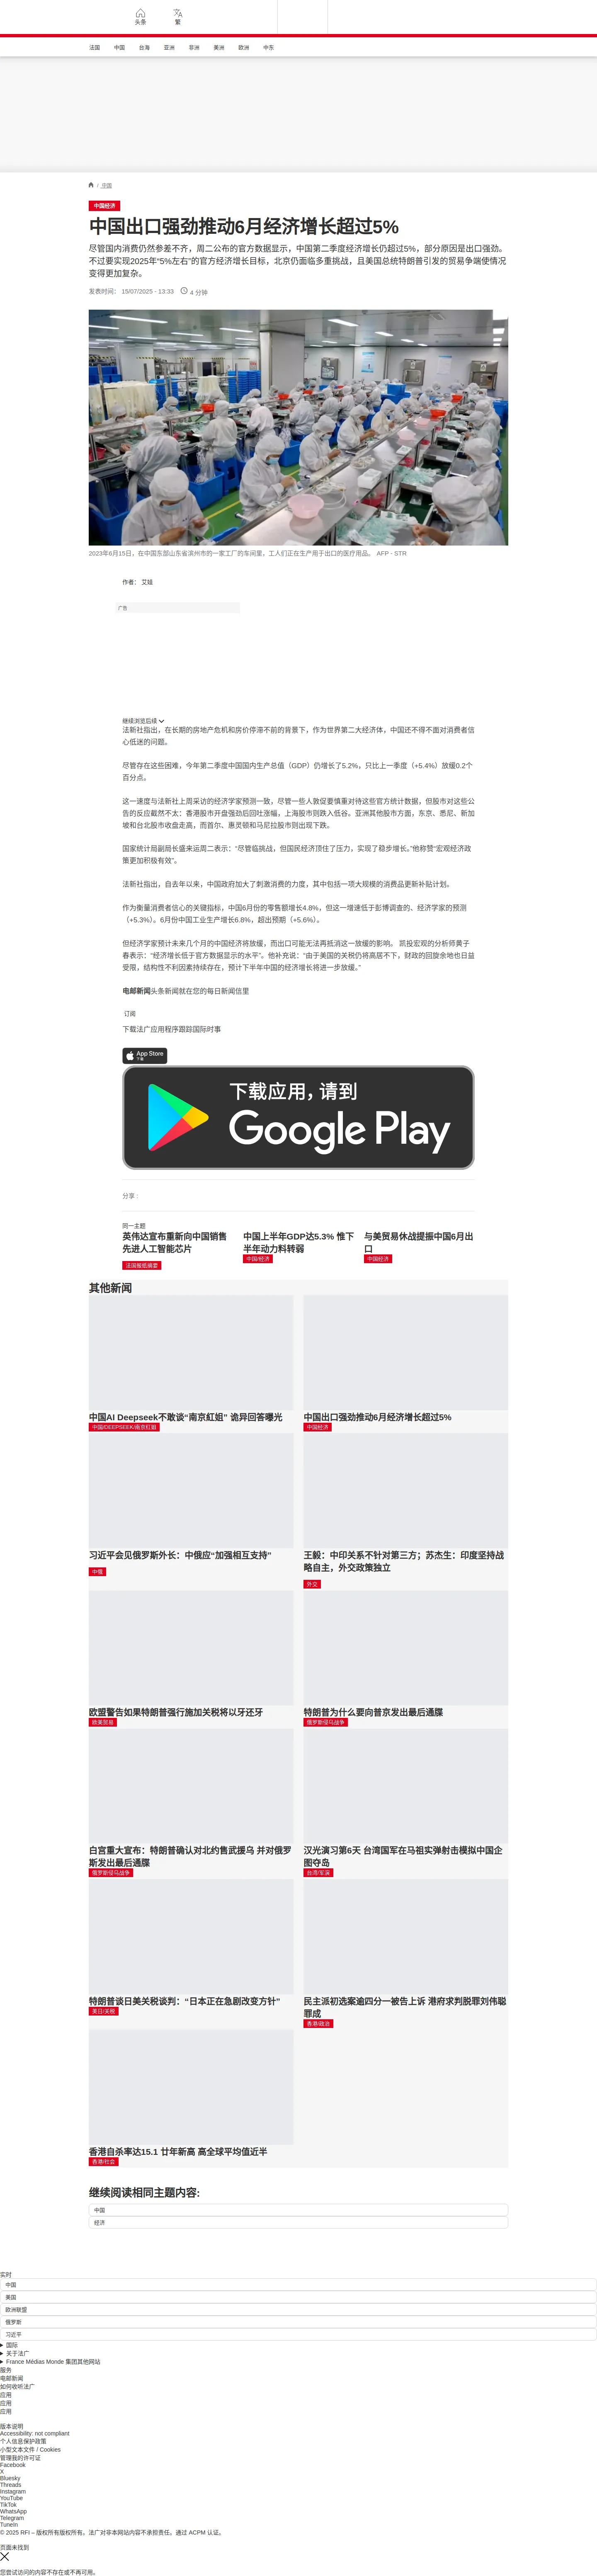 头条
繁
法国 中国 台海 亚洲 非洲 美洲 欧洲 中东
/ 中国
中国经济
中国出口强劲推动6月经济增长超过5%
尽管国内消费仍然参差不齐，周二公布的官方数据显示，中国第二季度经济增长仍超过5%，部分原因是出口强劲。
不过要实现2025年“5%左右”的官方经济增长目标，北京仍面临多重挑战，且美国总统特朗普引发的贸易争端使情况
变得更加复杂。
发表时间： 15/07/2025 - 13:33 4 分钟
2023年6月15日，在中国东部山东省滨州市的一家工厂的车间里，工人们正在生产用于出口的医疗用品。 AFP - STR
作者： 艾娃
广告
继续浏览后续
法新社指出，在长期的房地产危机和房价停滞不前的背景下，作为世界第二大经济体，中国还不得不面对消费者信
心低迷的问题。
尽管存在这些困难，今年第二季度中国国内生产总值（GDP）仍增长了5.2%，只比上一季度（+5.4%）放缓0.2个
百分点。
这一速度与法新社上周采访的经济学家预测一致，尽管一些人敦促要慎重对待这些官方统计数据，但股市对这些公
告的反应截然不太：香港股市开盘强劲后回吐涨幅，上海股市则跌入低谷。亚洲其他股市方面，东京、悉尼、新加
坡和台北股市收盘走高，而首尔、惠灵顿和马尼拉股市则出现下跌。
国家统计局副局长盛来运周二表示：“尽管临挑战，但国民经济顶住了压力，实现了稳步增长。”他称赞“宏观经济政
策更加积极有效”。
法新社指出，自去年以来，中国政府加大了刺激消费的力度，其中包括一项大规模的消费品更新补贴计划。
作为衡量消费者信心的关键指标，中国6月份的零售额增长4.8%，但这一增速低于彭博调查的、经济学家的预测
（+5.3%）。6月份中国工业生产增长6.8%，超出预期（+5.6%）。
但经济学家预计未来几个月的中国经济将放缓，而出口可能无法再抵消这一放缓的影响。 凯投宏观的分析师黄子
春表示：“经济增长低于官方数据显示的水平”。他补充说：“由于美国的关税仍将高居不下，财政的回旋余地也日益
受限，结构性不利因素持续存在，预计下半年中国的经济增长将进一步放缓。”
电邮新闻头条新闻就在您的每日新闻信里
订阅
下载法广应用程序跟踪国际时事
App Store
下载
下载应用，请到
Google Play
分享 :
同一主题
英伟达宣布重新向中国销售
先进人工智能芯片
法国报纸摘要
中国上半年GDP达5.3% 惟下
半年动力料转弱
中国/经济
与美贸易休战提振中国6月出
口
中国经济
其他新闻
中国AI Deepseek不敢谈“南京红姐” 诡异回答曝光
中国/DEEPSEEK/南京红姐
中国出口强劲推动6月经济增长超过5%
中国经济
习近平会见俄罗斯外长：中俄应“加强相互支持”
中俄
王毅：中印关系不针对第三方；苏杰生：印度坚持战
略自主，外交政策独立
外交
欧盟警告如果特朗普强行施加关税将以牙还牙
欧美贸易
特朗普为什么要向普京发出最后通牒
俄罗斯侵乌战争
白宫重大宣布：特朗普确认对北约售武援乌 并对俄罗
斯发出最后通牒
俄罗斯侵乌战争
汉光演习第6天 台湾国军在马祖实弹射击模拟中国企
图夺岛
台湾/军演
特朗普谈日美关税谈判：“日本正在急剧改变方针”
美日/关税
民主派初选案逾四分一被告上诉 港府求判脱罪刘伟聪
罪成
香港/政治
香港自杀率达15.1 廿年新高 高全球平均值近半
香港/社会
继续阅读相同主题内容:
中国
经济
实时
中国
美国
欧洲联盟
俄罗斯
习近平
国际
关于法广
France Médias Monde 集团其他网站
服务
电邮新闻
如何收听法广
应用
应用
应用
版本说明
Accessibility: not compliant
个人信息保护政策
小型文本文件 / Cookies
管理我的许可证
Facebook
X
Bluesky
Threads
Instagram
YouTube
TikTok
WhatsApp
Telegram
TuneIn
© 2025 RFI – 版权所有版权所有。法广对非本网站内容不承担责任。通过 ACPM 认证。
页面未找到
您尝试访问的内容不存在或不再可用。